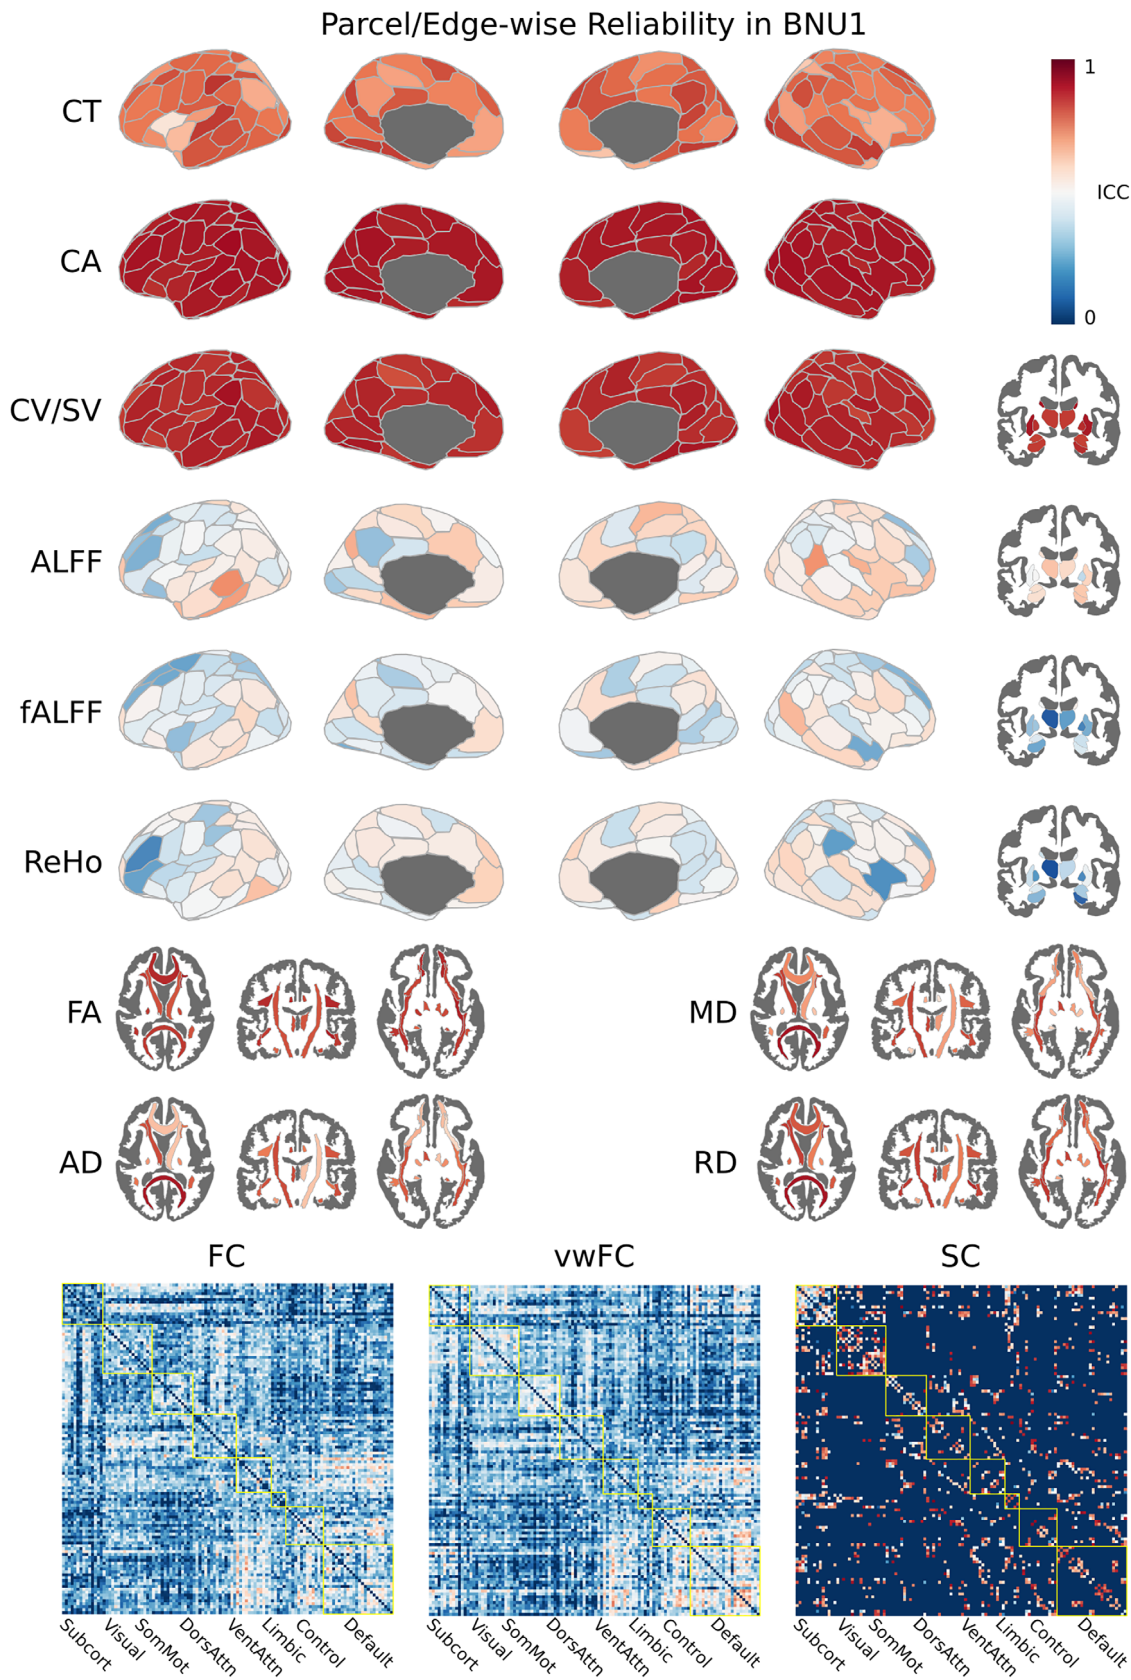 Parcel/Edge-wise Reliability in BNU1
CT
1
ICC
0
CA
CV/SV
ALFF
fALFF
ReHo
FA
MD
AD
RD
FC
vwFC
SC
Subcort
Visual
SomMot
DorsAttn
VentAttn
Limbic
Control
Default
Subcort
Visual
SomMot
DorsAttn
VentAttn
Limbic
Control
Default
Subcort
Visual
SomMot
DorsAttn
VentAttn
Limbic
Control
Default